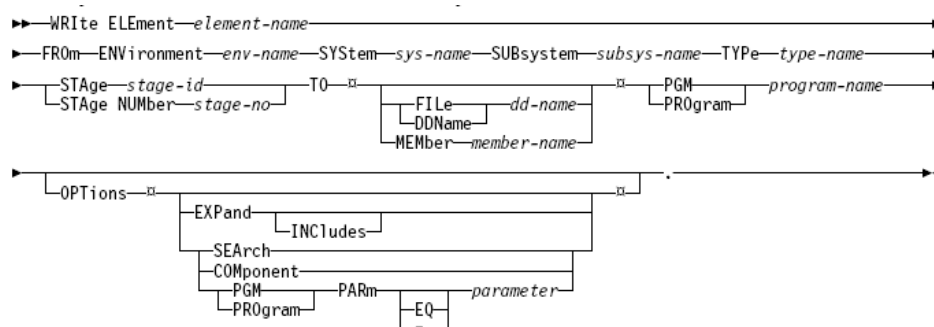 WRIte ELEment element-name
FROm ENVironment env-name SYStem sys-name SUBsystem subsys-name TYPe type-name
STAge stage-id TO ¤ ¤ PGM program-name
STAge NUMber stage-no FILe dd-name PROgram
DDName
MEMber member-name
.
OPTions ¤ ¤
EXPand
INCludes
SEArch
COMponent
PGM PARm parameter
PROgram EQ